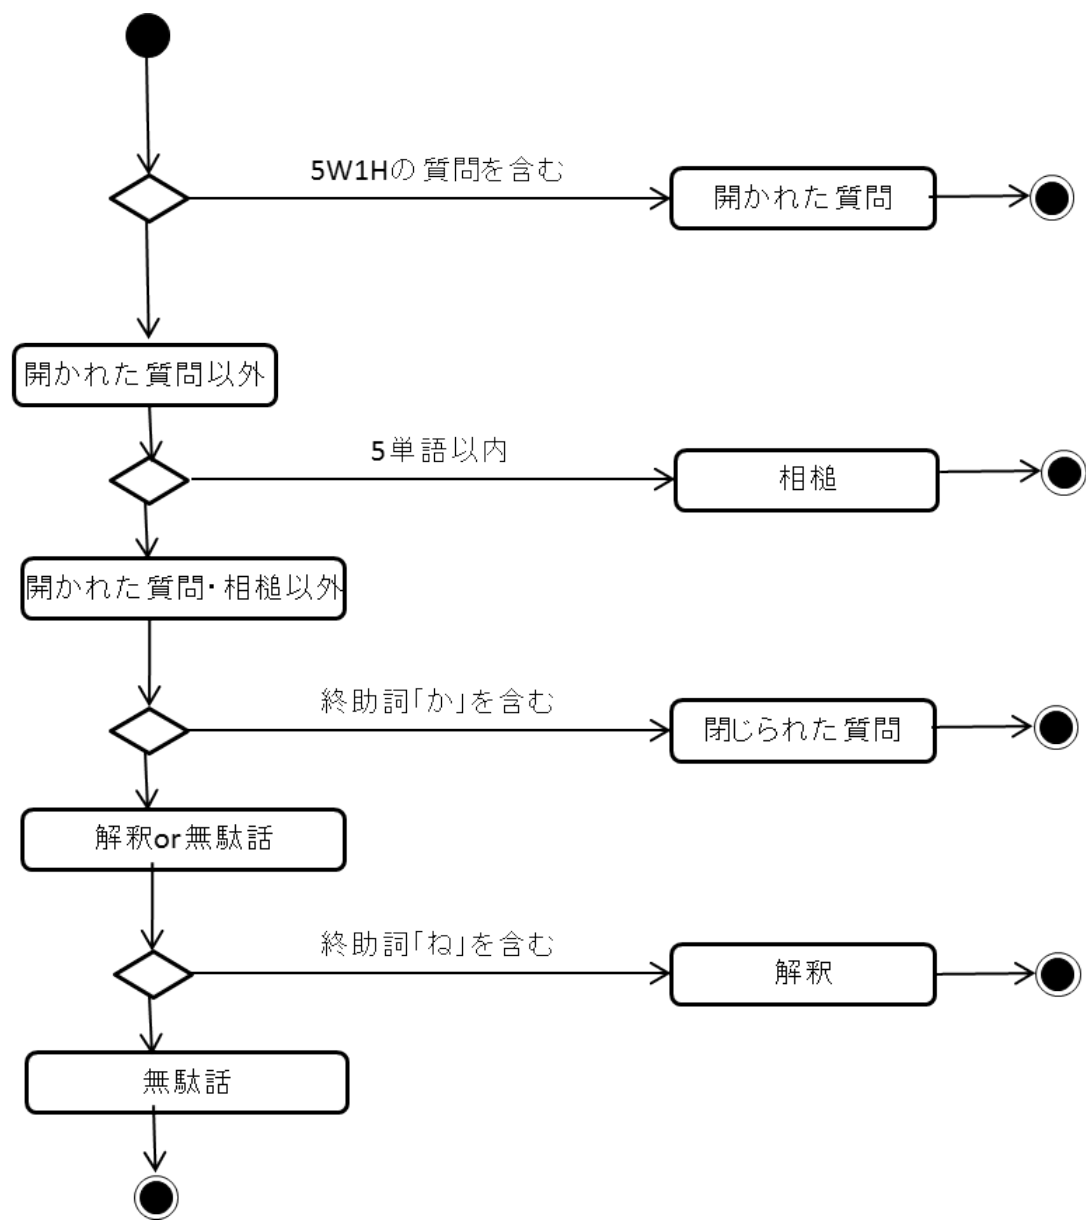 5W1Hの質問を含む
開かれた質問
開かれた質問以外
5単語以内
相槌
開かれた質問・相槌以外
終助詞「か」を含む
閉じられた質問
解釈or無駄話
終助詞「ね」を含む
解釈
無駄話